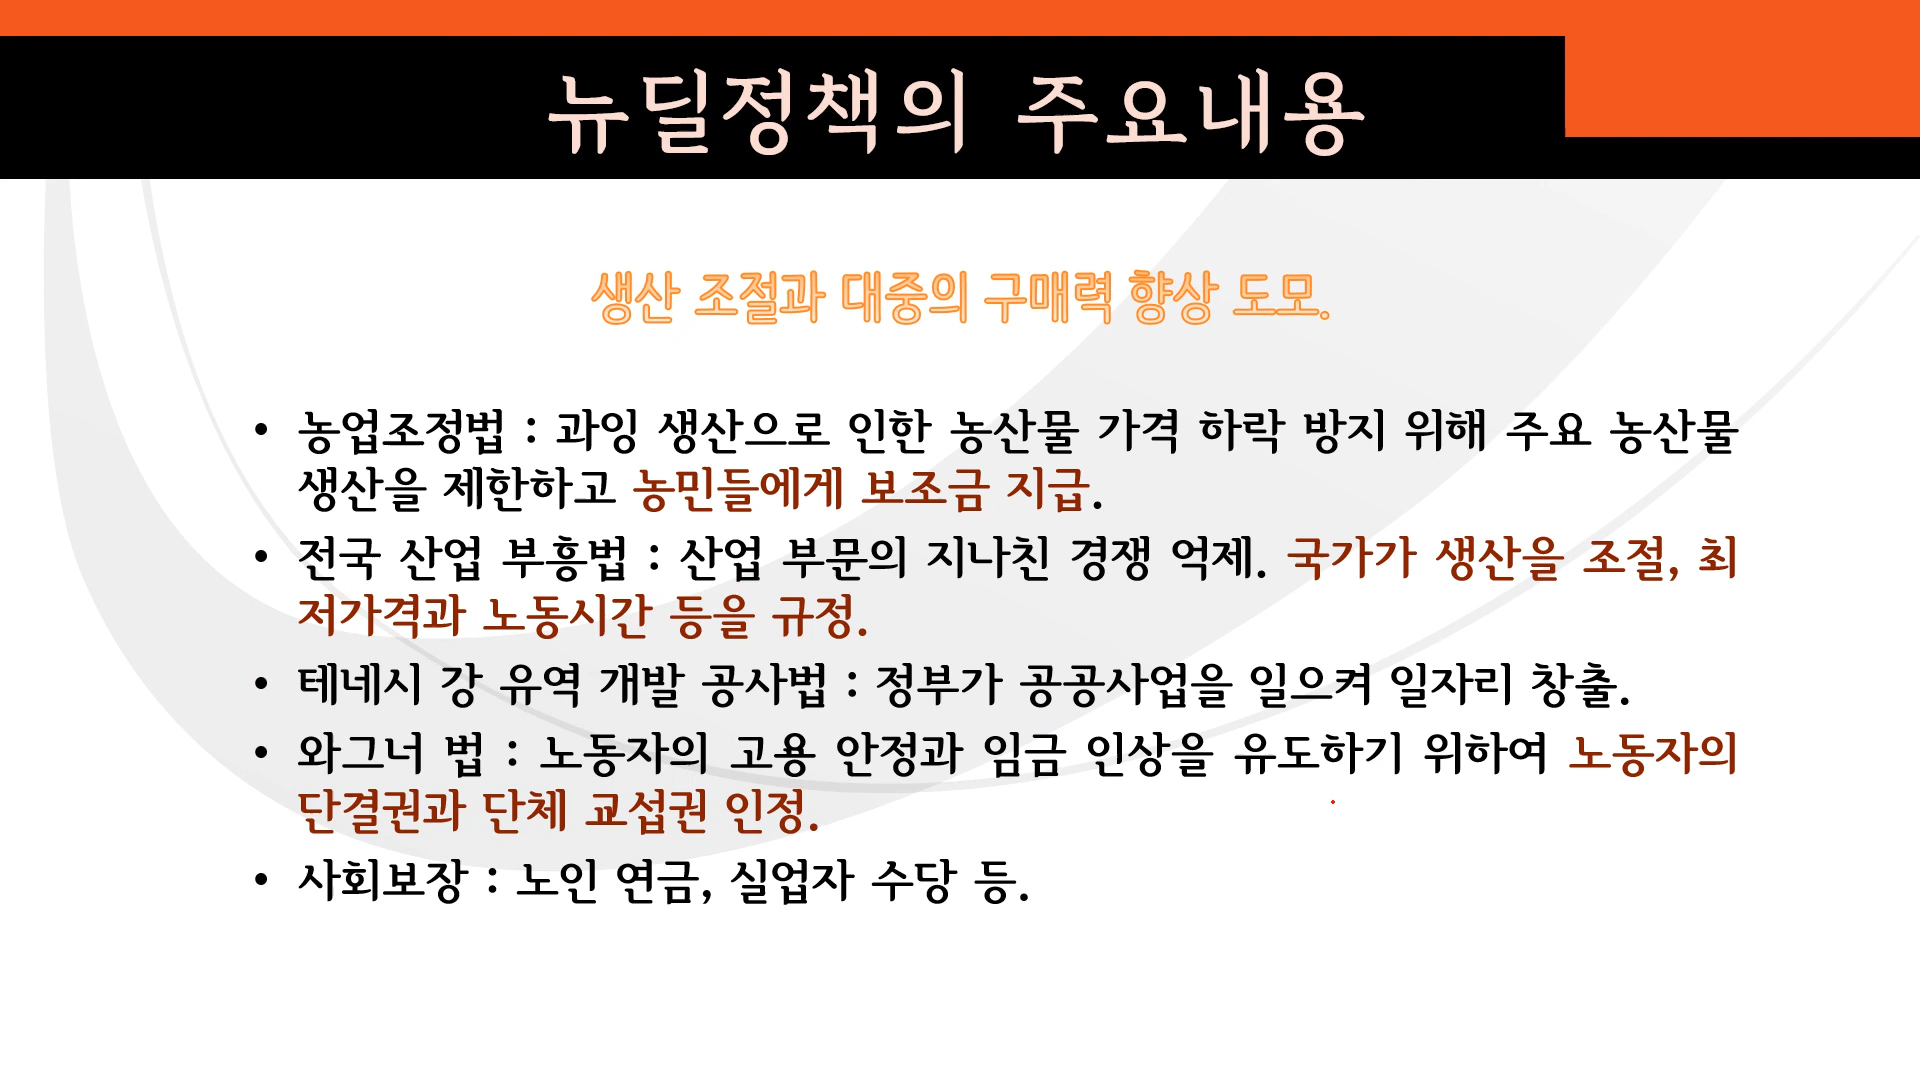 뉴딜정책의 주요내용
생산 조절과 대중의 구매력 향상 도모.
• 농업조정법 : 과잉 생산으로 인한 농산물 가격 하락 방지 위해 주요 농산물
생산을 제한하고 농민들에게 보조금 지급.
• 전국 산업 부흥법 : 산업 부문의 지나친 경쟁 억제. 국가가 생산을 조절, 최
저가격과 노동시간 등을 규정.
• 테네시 강 유역 개발 공사법 : 정부가 공공사업을 일으켜 일자리 창출.
• 와그너 법 : 노동자의 고용 안정과 임금 인상을 유도하기 위하여 노동자의
단결권과 단체 교섭권 인정.
• 사회보장 : 노인 연금, 실업자 수당 등.